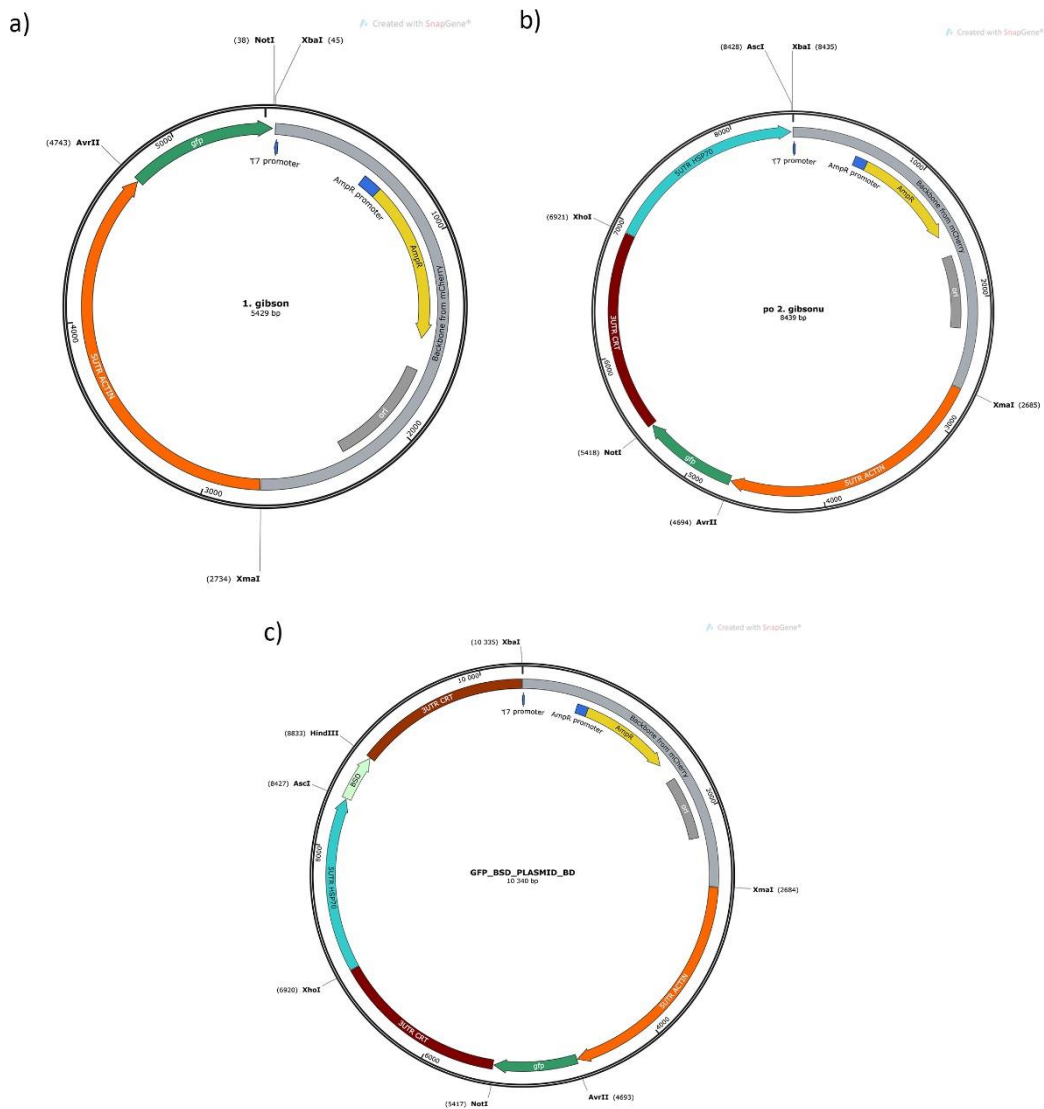 a)
Created with SnapGene®
(38) NotI
XbaI (45)
(4743) AvrII
5000
gfp
T7 promoter
AmpR promoter
AmpR
1000
Backbone from mCherry
1. gibson
5429 bp
4000
5UTR ACTIN
ori
2000
3000
(2734) XmaI
b)
Created with SnapGene®
(8428) AscI
XbaI (8435)
8000
5UTR HSP70
T7 promoter
AmpR promoter
AmpR
1000
Backbone from mCherry
(6921) XhoI
7000
ori
2000
po 2. gibsonu
8439 bp
3UTR CRT
6000
XmaI (2685)
3000
(5418) NotI
gfp
5000
5UTR ACTIN
4000
(4694) AvrII
c)
Created with SnapGene®
(10 335) XbaI
10 000
3UTR CRT
T7 promoter
AmpR promoter
AmpR
Backbone from mCherry
(8833) HindIII
BSD
(8427) AscI
ori
2000
8000
5UTR HSP70
GFP_BSD_PLASMID_BD
10 340 bp
XmaI (2684)
(6920) XhoI
3UTR CRT
6000
5UTR ACTIN
4000
gfp
(5417) NotI
AvrII (4693)